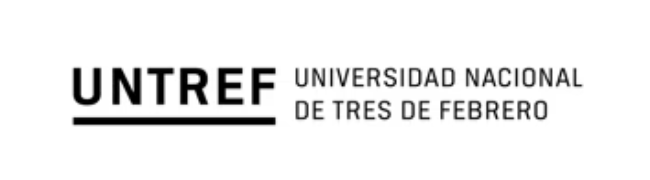 UNTREF
UNIVERSIDAD NACIONAL
DE TRES DE FEBRERO